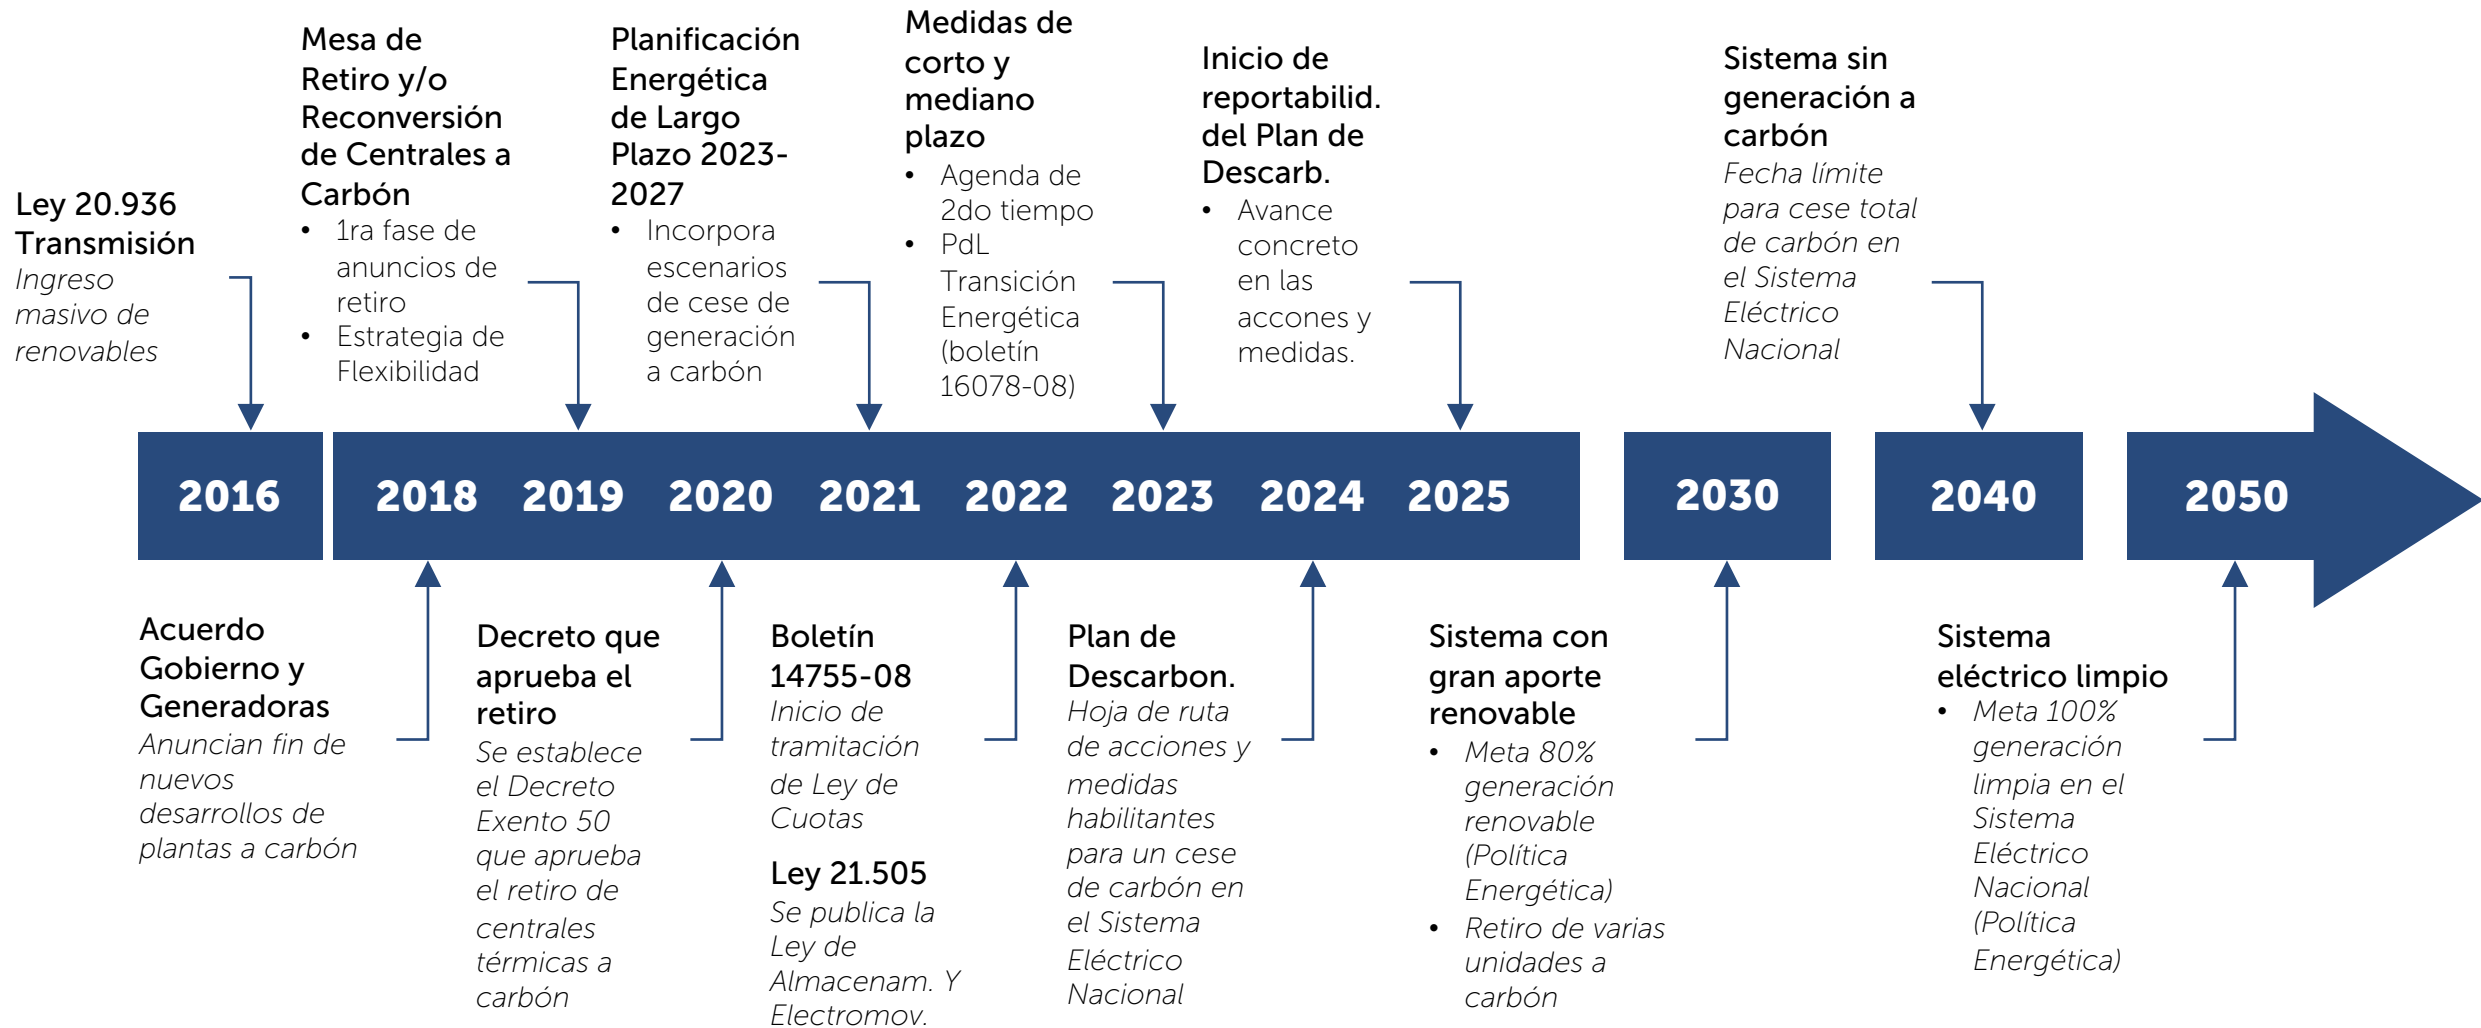 Ley 20.936
Transmisión
Ingreso
masivo de
renovables
Mesa de
Retiro y/o
Reconversión
de Centrales a
Carbón
• 1ra fase de
anuncios de
retiro
• Estrategia de
Flexibilidad
Planificación
Energética
de Largo
Plazo 2023-
2027
• Incorpora
escenarios
de cese de
generación
a carbón
Medidas de
corto y
mediano
plazo
• Agenda de
2do tiempo
• PdL
Transición
Energética
(boletín
16078-08)
Inicio de
reportabilid.
del Plan de
Descarb.
• Avance
concreto
en las
accones y
medidas.
Sistema sin
generación a
carbón
Fecha límite
para cese total
de carbón en
el Sistema
Eléctrico
Nacional
2016 2018 2019 2020 2021 2022 2023 2024 2025 2030 2040 2050
Acuerdo
Gobierno y
Generadoras
Anuncian fin de
nuevos
desarrollos de
plantas a carbón
Decreto que
aprueba el
retiro
Se establece
el Decreto
Exento 50
que aprueba
el retiro de
centrales
térmicas a
carbón
Boletín
14755-08
Inicio de
tramitación
de Ley de
Cuotas
Ley 21.505
Se publica la
Ley de
Almacenam. Y
Electromov.
Plan de
Descarbon.
Hoja de ruta
de acciones y
medidas
habilitantes
para un cese
de carbón en
el Sistema
Eléctrico
Nacional
Sistema con
gran aporte
renovable
• Meta 80%
generación
renovable
(Política
Energética)
• Retiro de varias
unidades a
carbón
Sistema
eléctrico limpio
• Meta 100%
generación
limpia en el
Sistema
Eléctrico
Nacional
(Política
Energética)